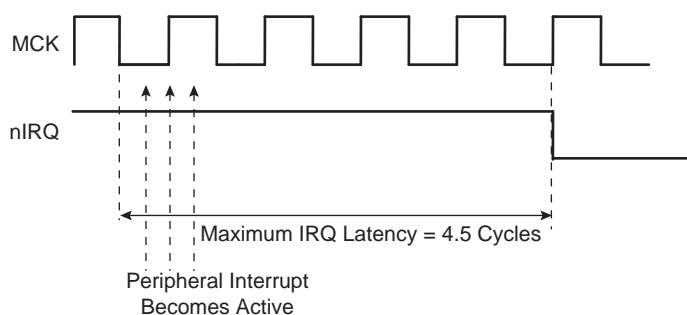 MCK
nIRQ
Maximum IRQ Latency = 4.5 Cycles
Peripheral Interrupt
Becomes Active